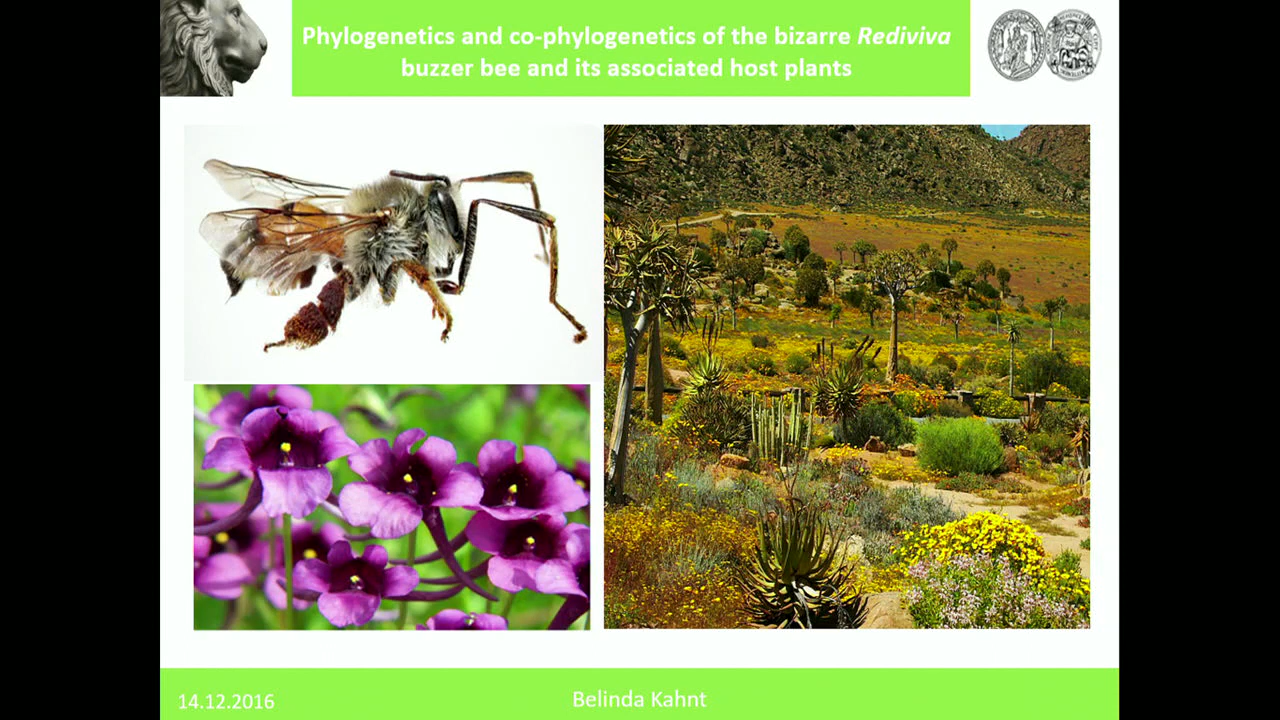 Phylogenetics and co-phylogenetics of the bizarre Rediviva
buzzer bee and its associated host plants
14.12.2016
Belinda Kahnt